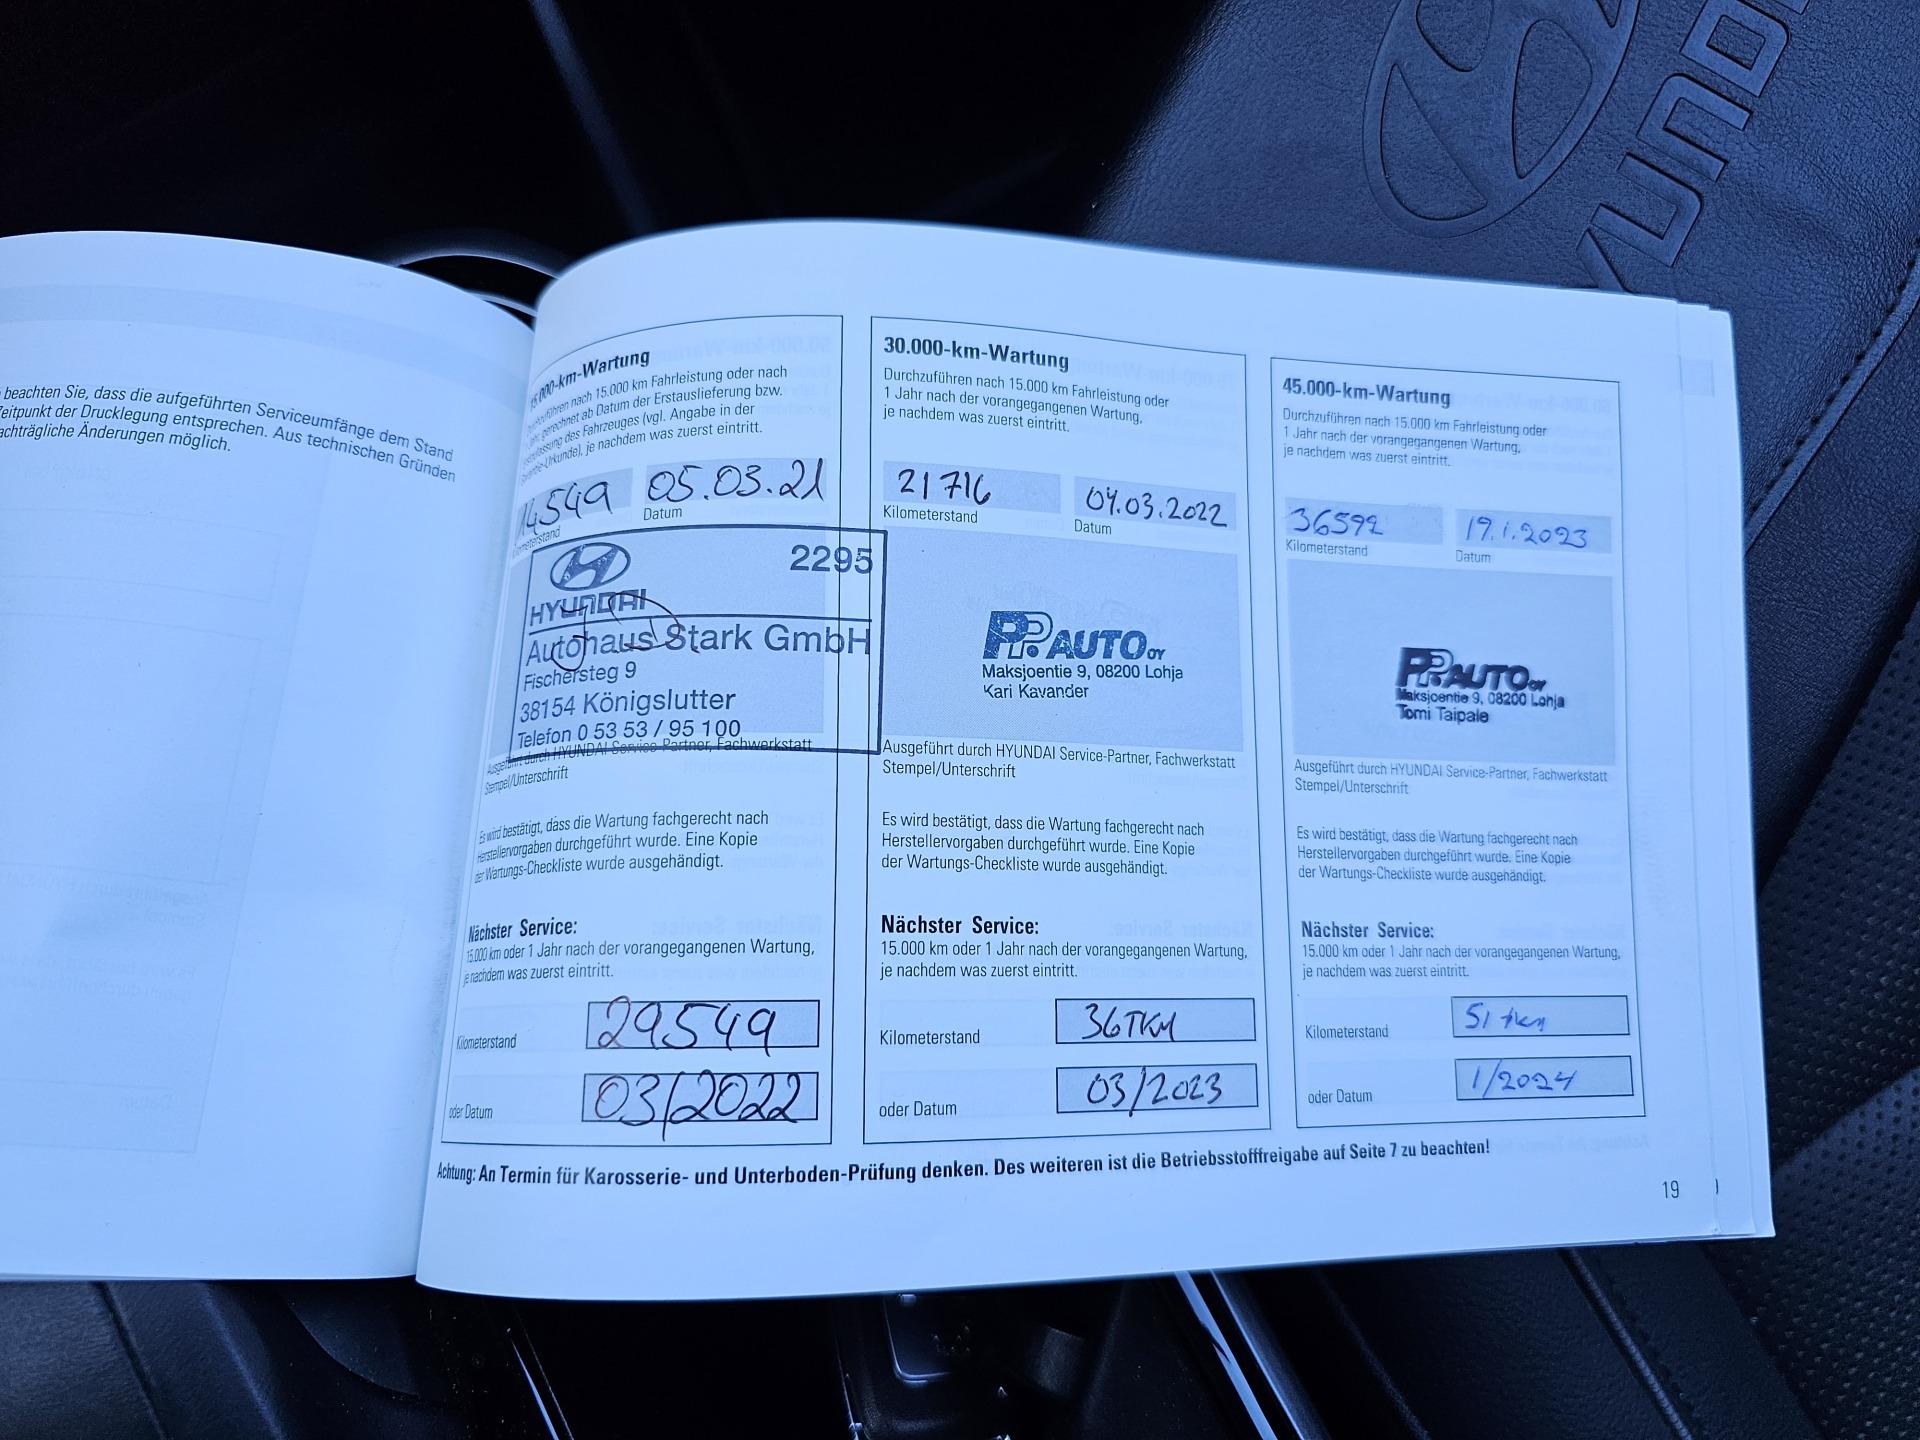 beachten Sie, dass die aufgeführten Serviceumfänge dem Stand
Zeitpunkt der Drucklegung entsprechen. Aus technischen Gründen
achträgliche Änderungen möglich.
15.000-km-Wartung
Durchzuführen nach 15.000 km Fahrleistung oder nach
1 Jahr gerechnet ab Datum der Erstauslieferung bzw.
Erstzulassung des Fahrzeuges (vgl. Angabe in der
Garantie-Urkunde), je nachdem was zuerst eintritt.
14549
05.03.21
Kilometerstand
Datum
2295
HYUNDAI
Autohaus Stark GmbH
Fischersteg 9
38154 Königslutter
Telefon 0 53 53 / 95 100
Ausgeführt durch HYUNDAI Service-Partner, Fachwerkstatt
Stempel/Unterschrift
Es wird bestätigt, dass die Wartung fachgerecht nach
Herstellervorgaben durchgeführt wurde. Eine Kopie
der Wartungs-Checkliste wurde ausgehändigt.
Nächster Service:
15.000 km oder 1 Jahr nach der vorangegangenen Wartung,
je nachdem was zuerst eintritt.
Kilometerstand
29549
oder Datum
03/2022
30.000-km-Wartung
Durchzuführen nach 15.000 km Fahrleistung oder
1 Jahr nach der vorangegangenen Wartung,
je nachdem was zuerst eintritt.
21716
04.03.2022
Kilometerstand
Datum
PP.AUTO OY
Maksjoentie 9, 08200 Lohja
Kari Kavander
Ausgeführt durch HYUNDAI Service-Partner, Fachwerkstatt
Stempel/Unterschrift
Es wird bestätigt, dass die Wartung fachgerecht nach
Herstellervorgaben durchgeführt wurde. Eine Kopie
der Wartungs-Checkliste wurde ausgehändigt.
Nächster Service:
15.000 km oder 1 Jahr nach der vorangegangenen Wartung,
je nachdem was zuerst eintritt.
Kilometerstand
36TKM
oder Datum
03/2023
45.000-km-Wartung
Durchzuführen nach 15.000 km Fahrleistung oder
1 Jahr nach der vorangegangenen Wartung,
je nachdem was zuerst eintritt.
36592
19.1.2023
Kilometerstand
Datum
PP.AUTO OY
Maksjoentie 9, 08200 Lohja
Tomi Taipale
Ausgeführt durch HYUNDAI Service-Partner, Fachwerkstatt
Stempel/Unterschrift
Es wird bestätigt, dass die Wartung fachgerecht nach
Herstellervorgaben durchgeführt wurde. Eine Kopie
der Wartungs-Checkliste wurde ausgehändigt.
Nächster Service:
15.000 km oder 1 Jahr nach der vorangegangenen Wartung,
je nachdem was zuerst eintritt.
Kilometerstand
51 tkm
oder Datum
1/2024
Achtung: An Termin für Karosserie- und Unterboden-Prüfung denken. Des weiteren ist die Betriebsstofffreigabe auf Seite 7 zu beachten!
19